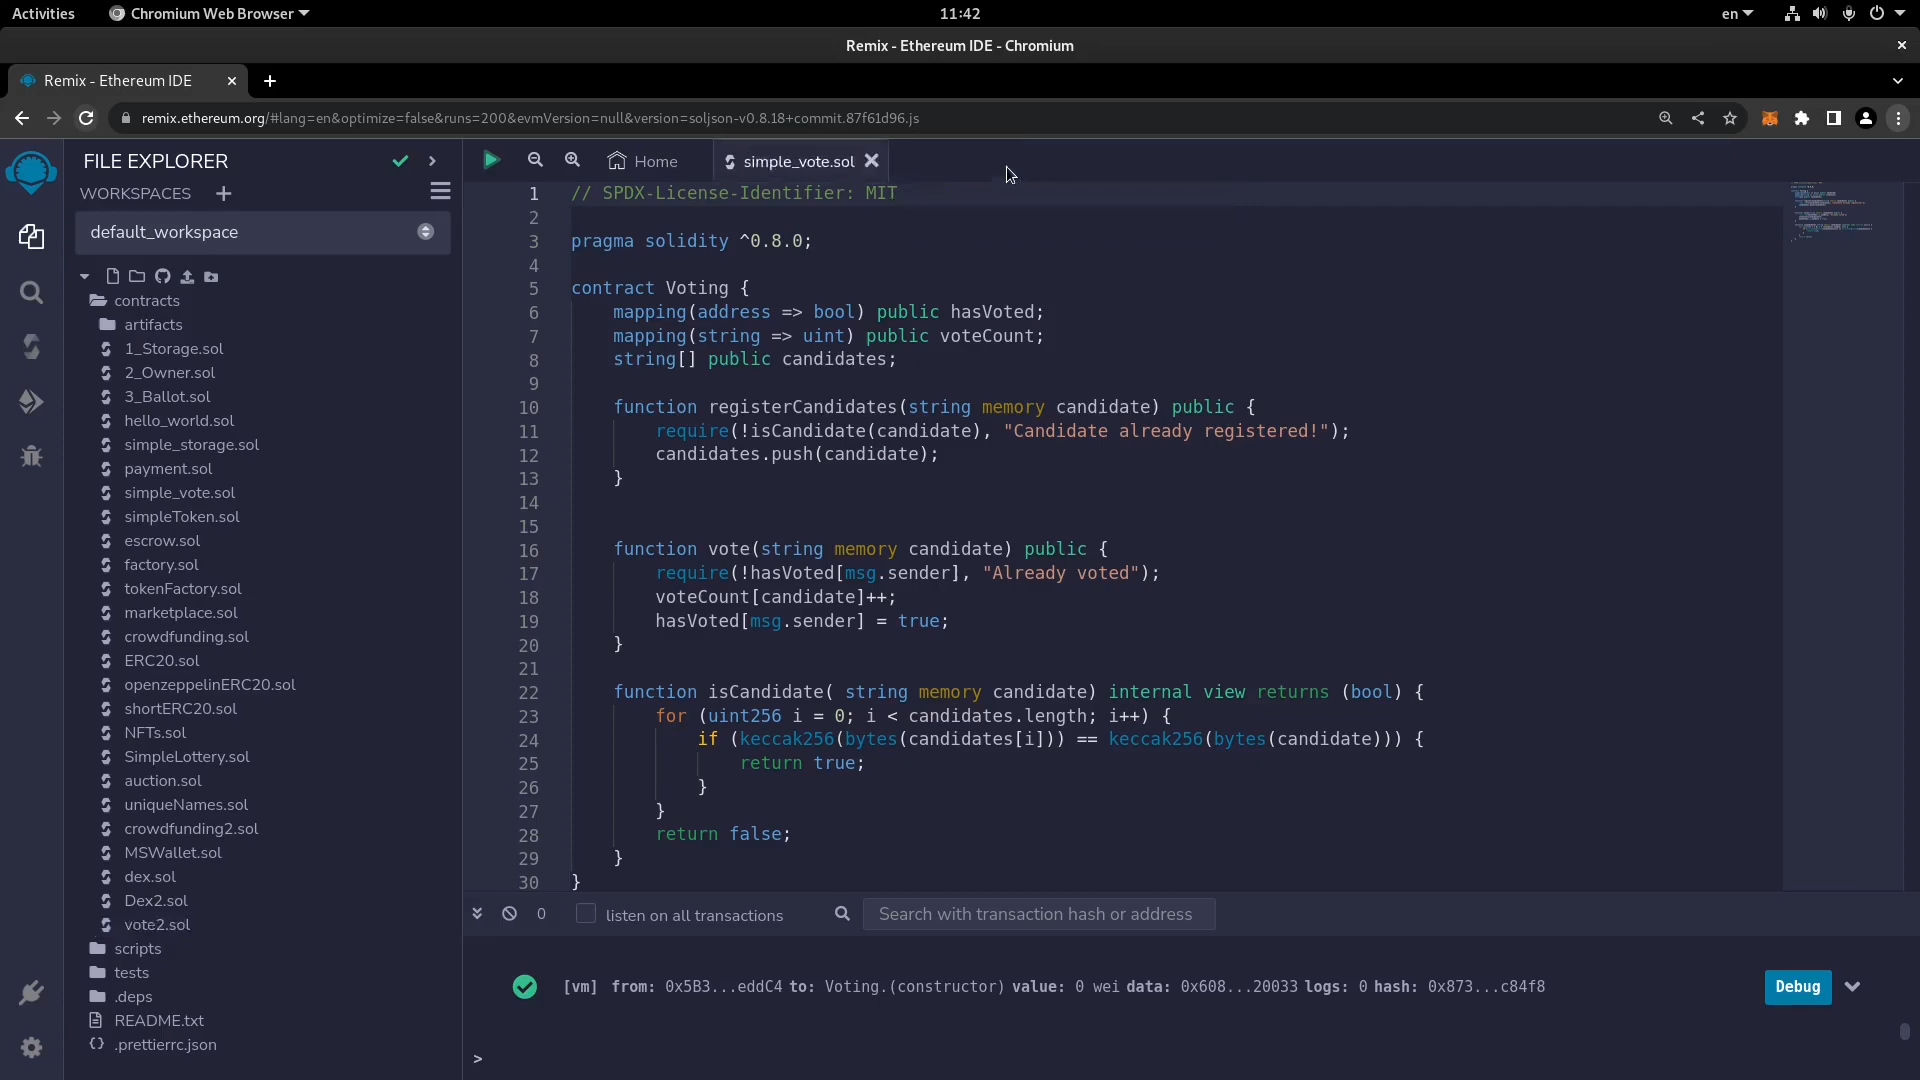 Activities
Chromium Web Browser
11:42
en
Remix - Ethereum IDE - Chromium
Remix - Ethereum IDE
remix.ethereum.org/#lang=en&optimize=false&runs=200&evmVersion=null&version=soljson-v0.8.18+commit.87f61d96.js
FILE EXPLORER
WORKSPACES
default_workspace
contracts
artifacts
1_Storage.sol
2_Owner.sol
3_Ballot.sol
hello_world.sol
simple_storage.sol
payment.sol
simple_vote.sol
simpleToken.sol
escrow.sol
factory.sol
tokenFactory.sol
marketplace.sol
crowdfunding.sol
ERC20.sol
openzeppelinERC20.sol
shortERC20.sol
NFTs.sol
SimpleLottery.sol
auction.sol
uniqueNames.sol
crowdfunding2.sol
MSWallet.sol
dex.sol
Dex2.sol
vote2.sol
scripts
tests
.deps
README.txt
.prettierrc.json
Home
simple_vote.sol
1 // SPDX-License-Identifier: MIT
2
3 pragma solidity ^0.8.0;
4
5 contract Voting {
6 mapping(address => bool) public hasVoted;
7 mapping(string => uint) public voteCount;
8 string[] public candidates;
9
10 function registerCandidates(string memory candidate) public {
11 require(!isCandidate(candidate), "Candidate already registered!");
12 candidates.push(candidate);
13 }
14
15
16 function vote(string memory candidate) public {
17 require(!hasVoted[msg.sender], "Already voted");
18 voteCount[candidate]++;
19 hasVoted[msg.sender] = true;
20 }
21
22 function isCandidate( string memory candidate) internal view returns (bool) {
23 for (uint256 i = 0; i < candidates.length; i++) {
24 if (keccak256(bytes(candidates[i])) == keccak256(bytes(candidate))) {
25 return true;
26 }
27 }
28 return false;
29 }
30 }
0
listen on all transactions
Search with transaction hash or address
[vm] from: 0x5B3...eddC4 to: Voting.(constructor) value: 0 wei data: 0x608...20033 logs: 0 hash: 0x873...c84f8
Debug
>